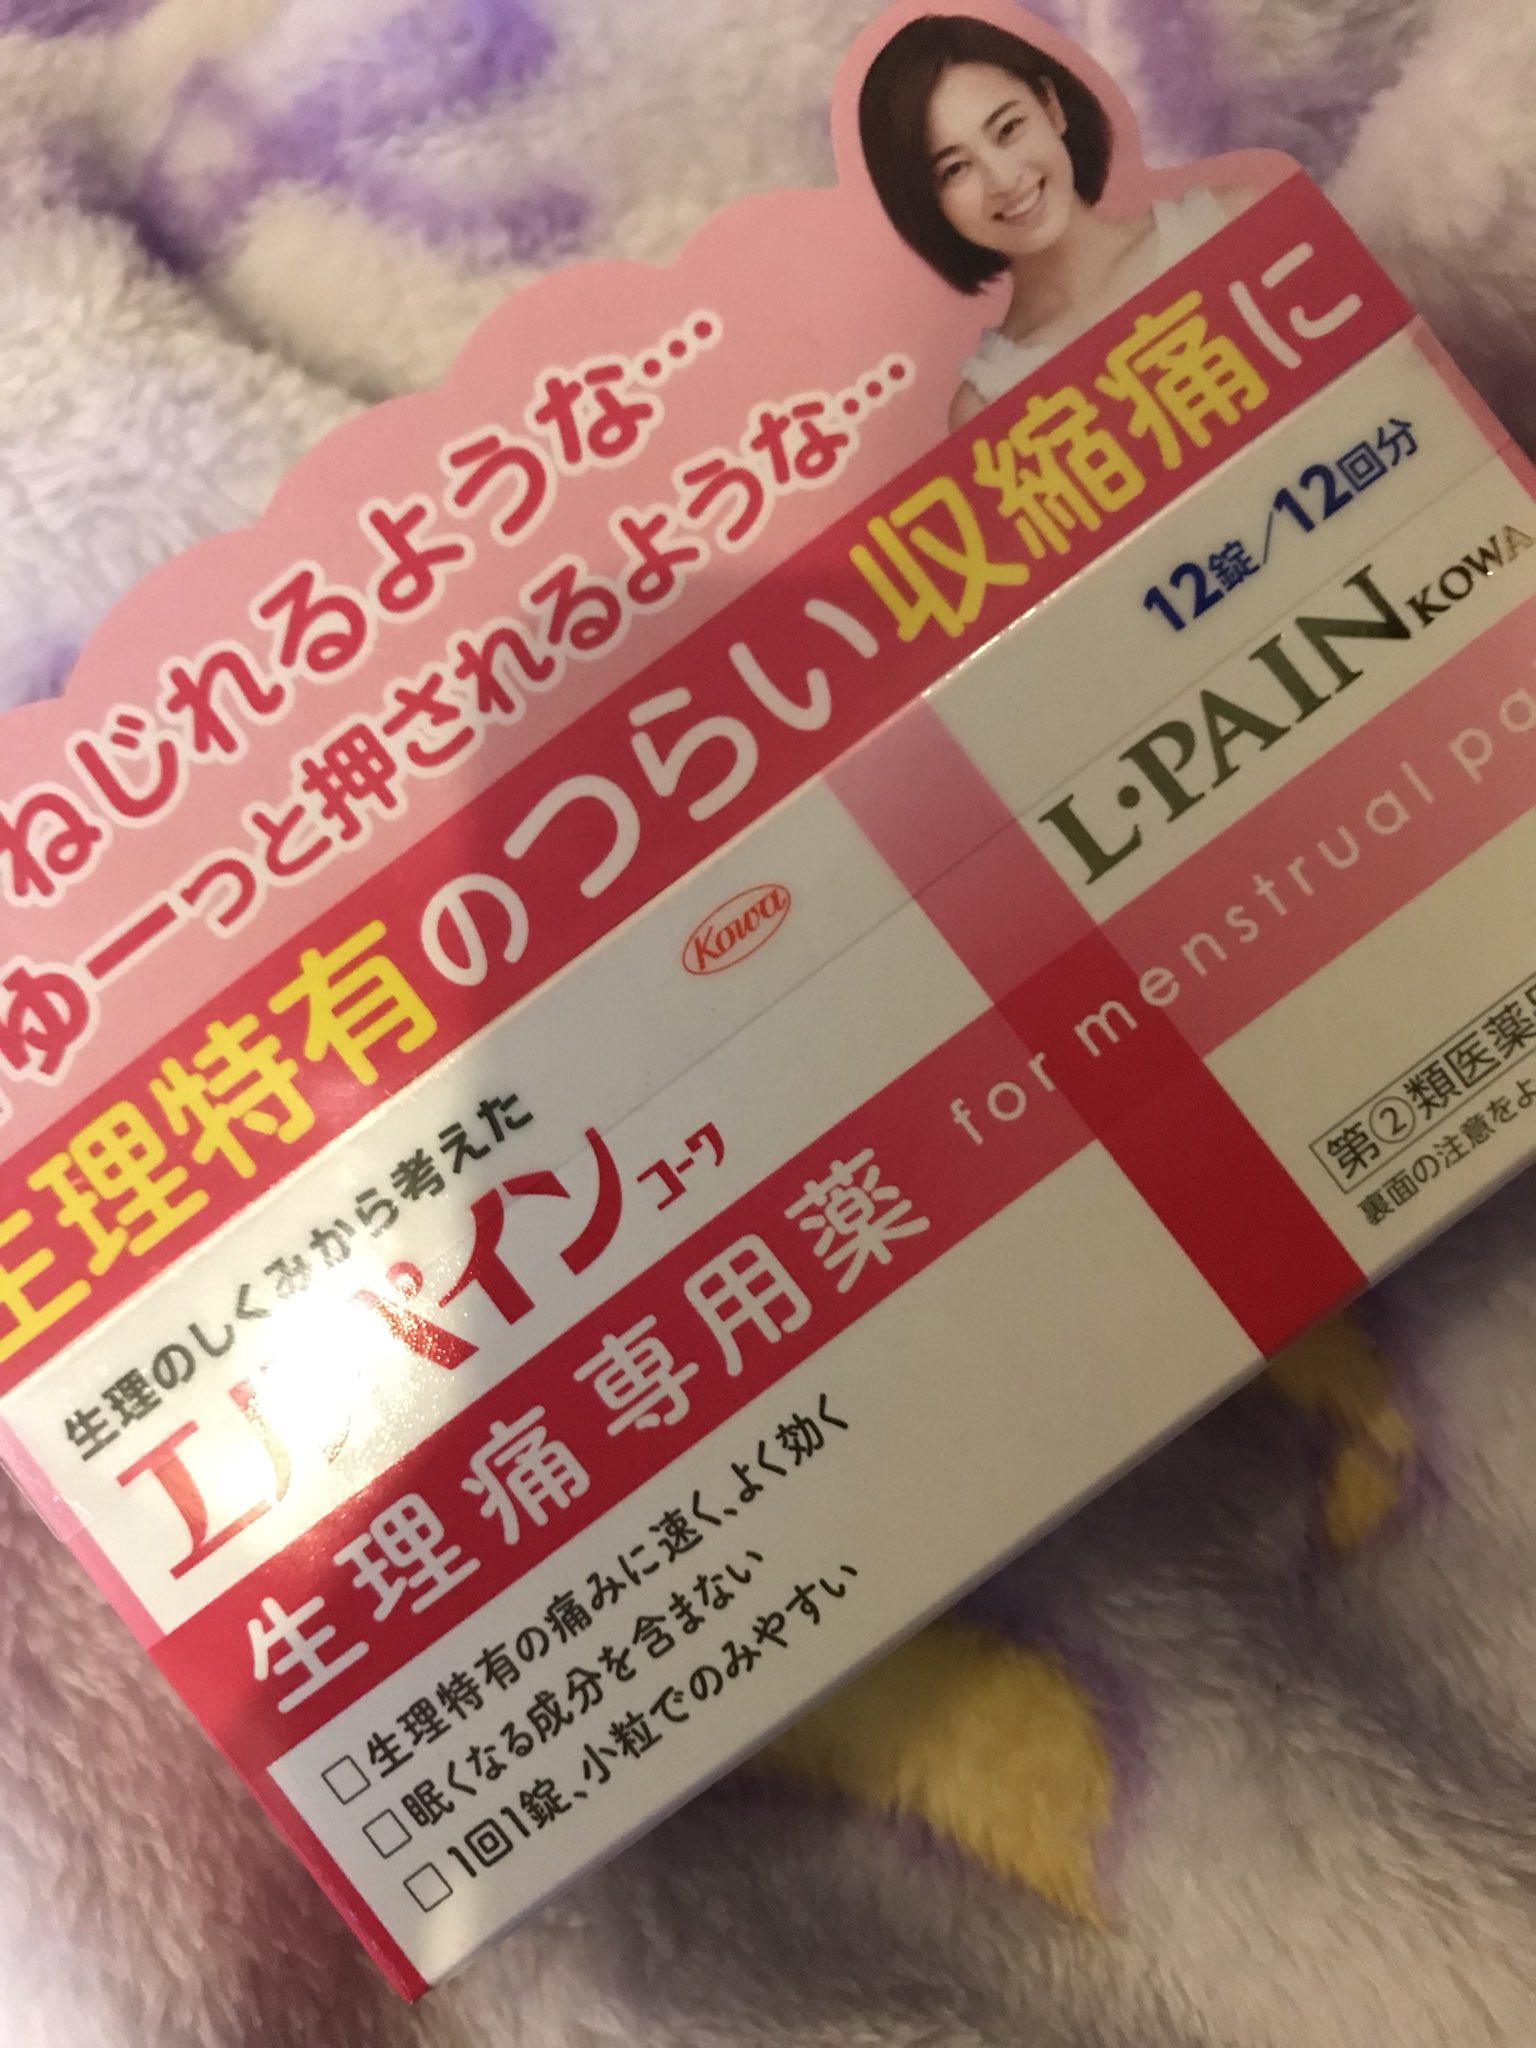 ねじれるような…
ゅーっと押されるような…
生理特有のつらい収縮痛に
12錠/12回分
L・PAIN KOWA
Kowa
生理のしくみから考えた
エルペインコーワ
生理痛専用薬 for menstrual pa
第②類医薬品
裏面の注意をよ
□生理特有の痛みに速く、よく効く
□眠くなる成分を含まない
□1回1錠、小粒でのみやすい